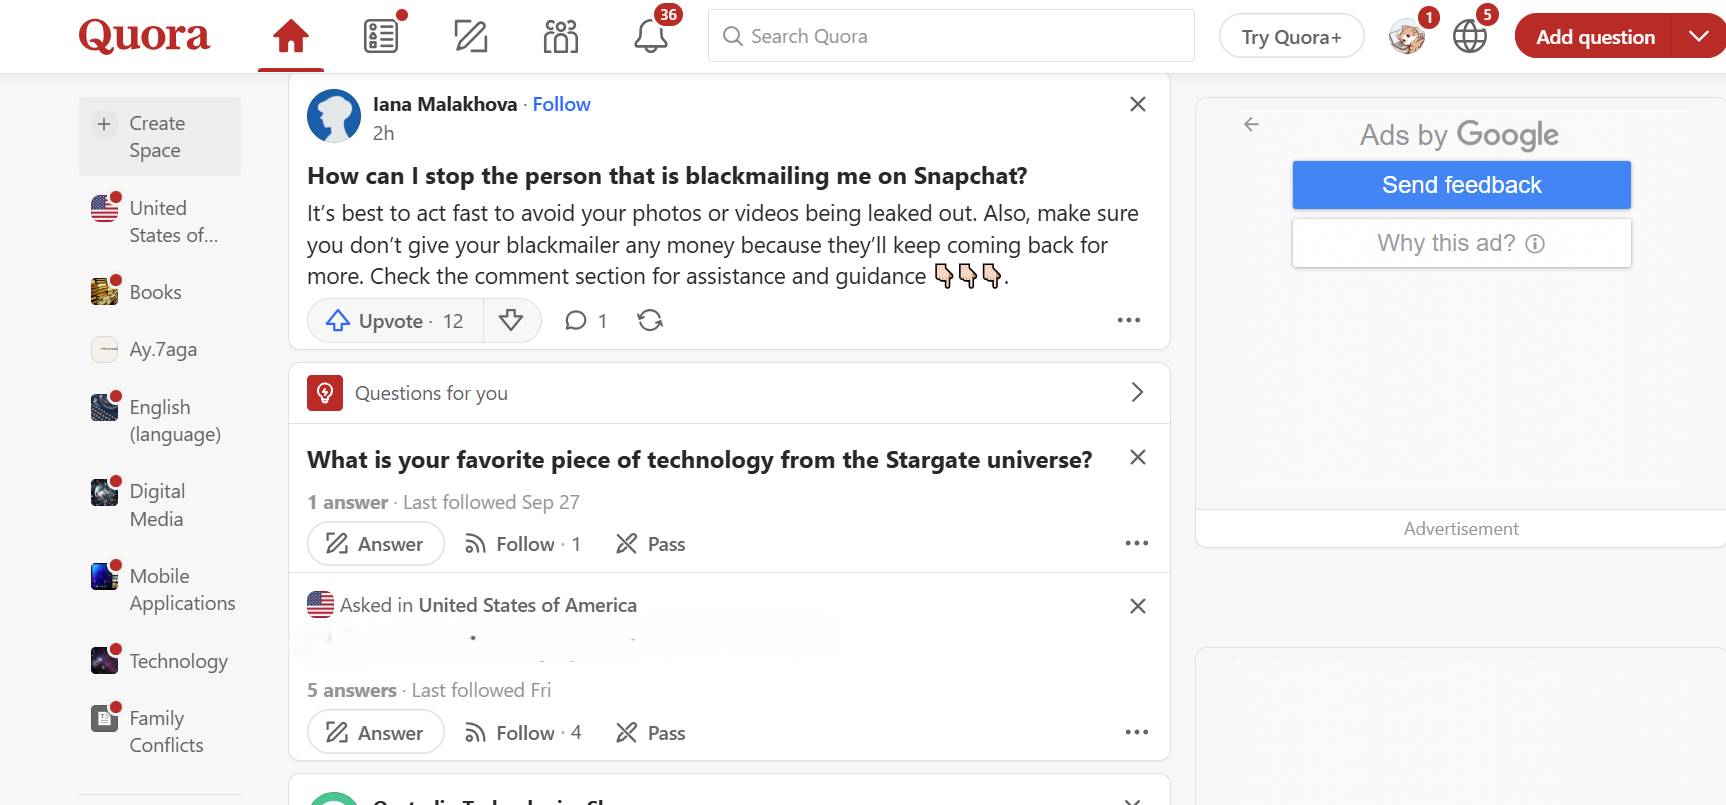 Quora
36
Search Quora
Try Quora+
1
5
Add question
Create
Space
United
States of...
Books
Ay.7aga
English
(language)
Digital
Media
Mobile
Applications
Technology
Family
Conflicts
Iana Malakhova · Follow
2h
How can I stop the person that is blackmailing me on Snapchat?
It’s best to act fast to avoid your photos or videos being leaked out. Also, make sure
you don’t give your blackmailer any money because they’ll keep coming back for
more. Check the comment section for assistance and guidance 👇🏻👇🏻👇🏻.
Upvote · 12
1
Questions for you
What is your favorite piece of technology from the Stargate universe?
1 answer · Last followed Sep 27
Answer
Follow · 1
Pass
Asked in United States of America
5 answers · Last followed Fri
Answer
Follow · 4
Pass
Ads by Google
Send feedback
Why this ad?
Advertisement